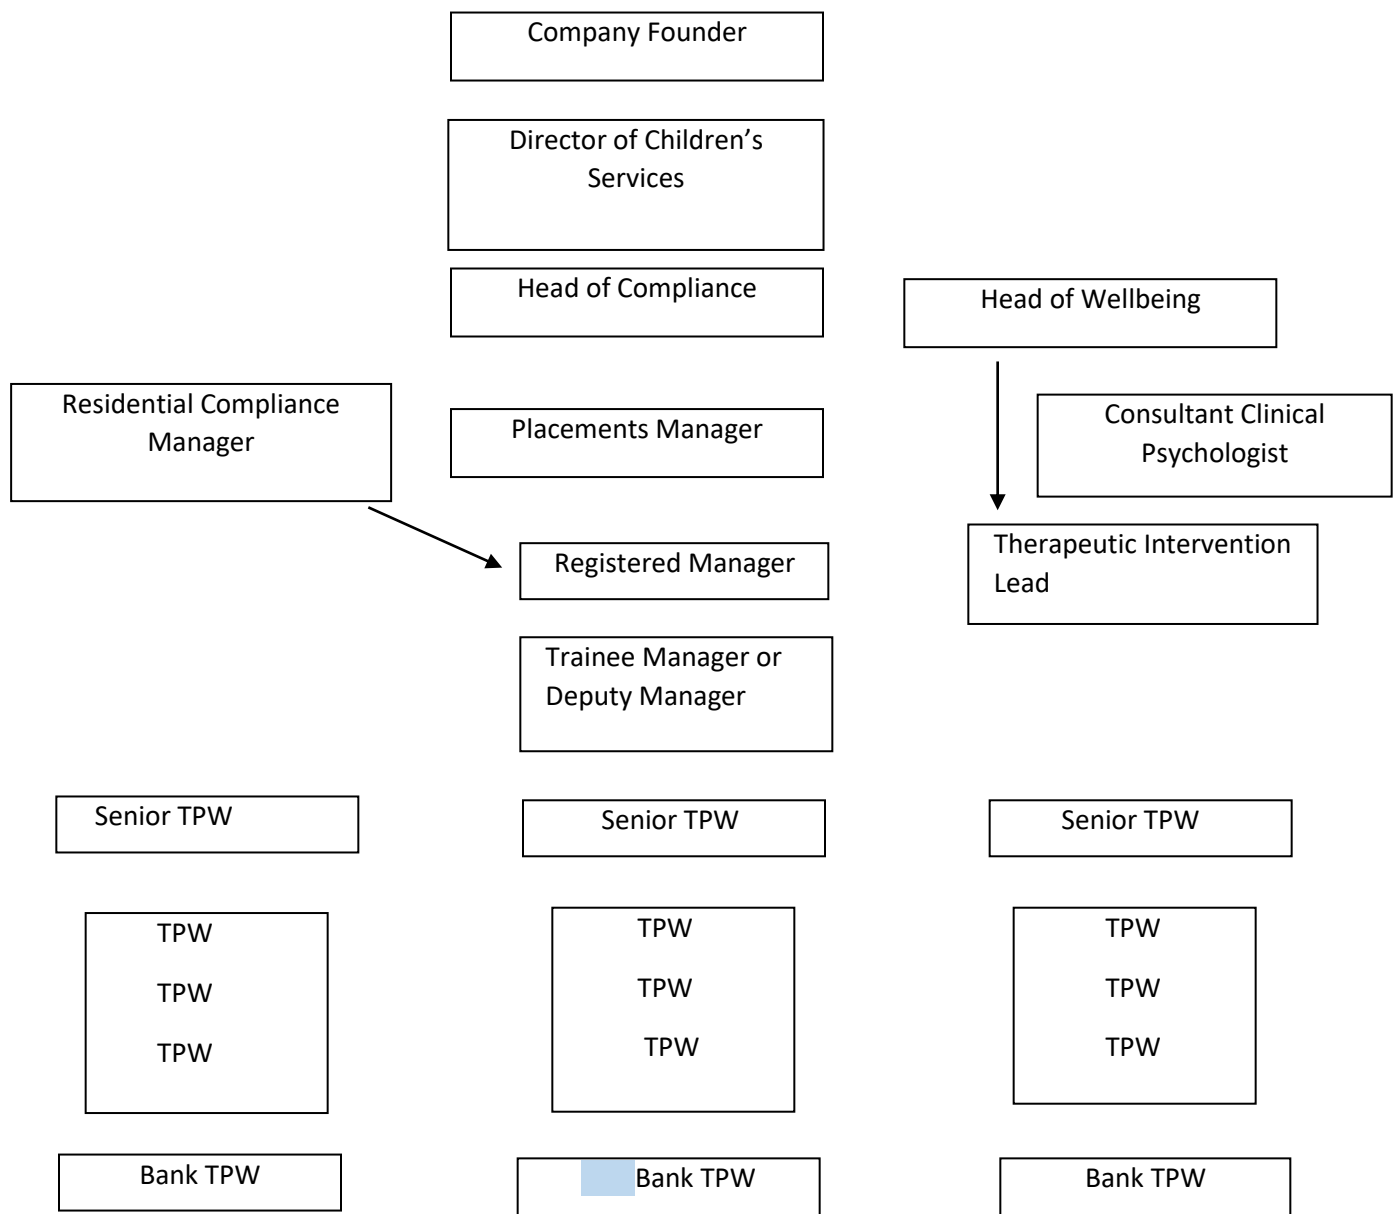 Company Founder
Director of Children’s
Services
Head of Compliance
Head of Wellbeing
Residential Compliance
Manager
Placements Manager
Consultant Clinical
Psychologist
Registered Manager
Therapeutic Intervention
Lead
Trainee Manager or
Deputy Manager
Senior TPW
Senior TPW
Senior TPW
TPW
TPW
TPW
TPW
TPW
TPW
TPW
TPW
TPW
Bank TPW
Bank TPW
Bank TPW